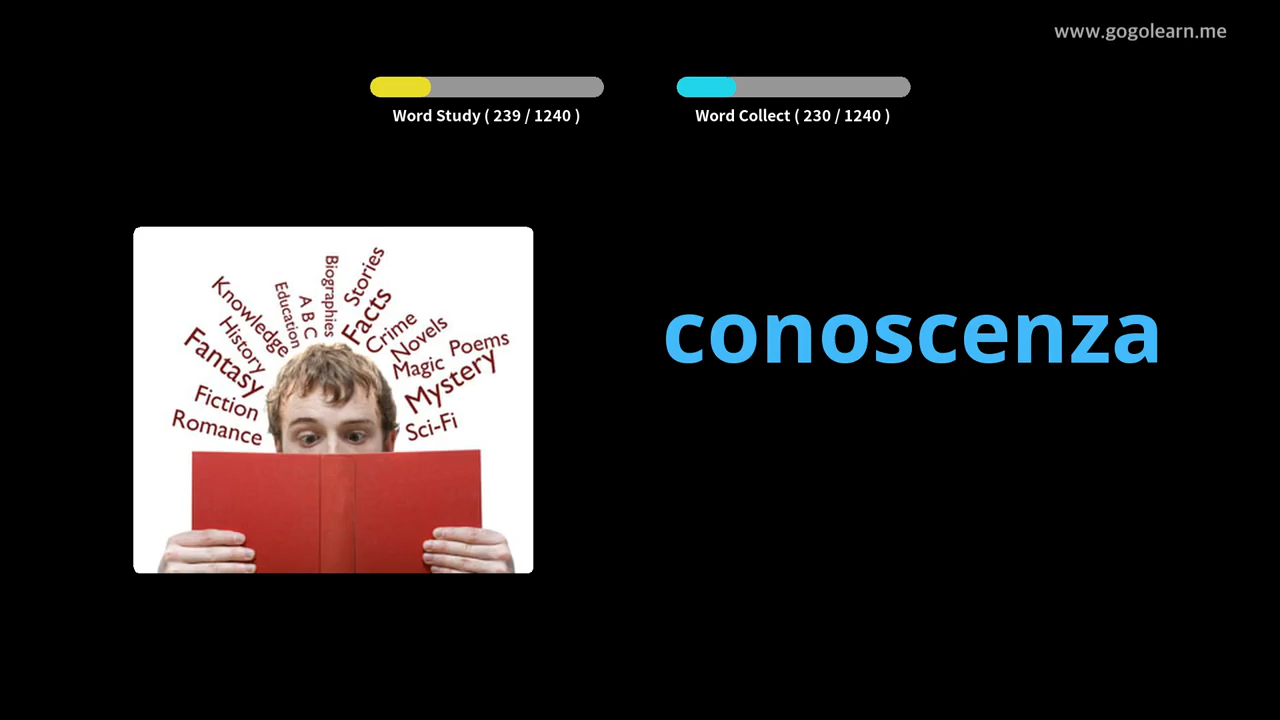 www.gogolearn.me
Word Study ( 239 / 1240 )
Word Collect ( 230 / 1240 )
Romance
Fiction
Fantasy
History
Knowledge
Education
A B C
Biographies
Stories
Facts
Crime
Novels
Magic
Poems
Mystery
Sci-Fi
conoscenza